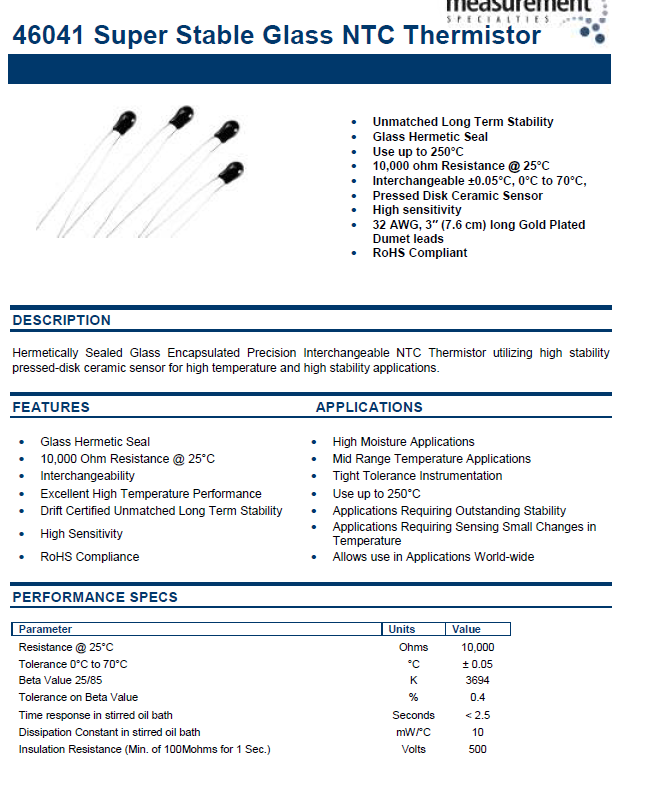 measurement
SPECIALTIES
46041 Super Stable Glass NTC Thermistor
• Unmatched Long Term Stability
• Glass Hermetic Seal
• Use up to 250°C
• 10,000 ohm Resistance @ 25°C
• Interchangeable ±0.05°C, 0°C to 70°C,
• Pressed Disk Ceramic Sensor
• High sensitivity
• 32 AWG, 3″ (7.6 cm) long Gold Plated
Dumet leads
• RoHS Compliant
DESCRIPTION
Hermetically Sealed Glass Encapsulated Precision Interchangeable NTC Thermistor utilizing high stability
pressed-disk ceramic sensor for high temperature and high stability applications.
FEATURES
• Glass Hermetic Seal
• 10,000 Ohm Resistance @ 25°C
• Interchangeability
• Excellent High Temperature Performance
• Drift Certified Unmatched Long Term Stability
• High Sensitivity
• RoHS Compliance
APPLICATIONS
• High Moisture Applications
• Mid Range Temperature Applications
• Tight Tolerance Instrumentation
• Use up to 250°C
• Applications Requiring Outstanding Stability
• Applications Requiring Sensing Small Changes in
Temperature
• Allows use in Applications World-wide
PERFORMANCE SPECS
Parameter Units Value
Resistance @ 25°C Ohms 10,000
Tolerance 0°C to 70°C °C ± 0.05
Beta Value 25/85 K 3694
Tolerance on Beta Value % 0.4
Time response in stirred oil bath Seconds < 2.5
Dissipation Constant in stirred oil bath mW/°C 10
Insulation Resistance (Min. of 100Mohms for 1 Sec.) Volts 500